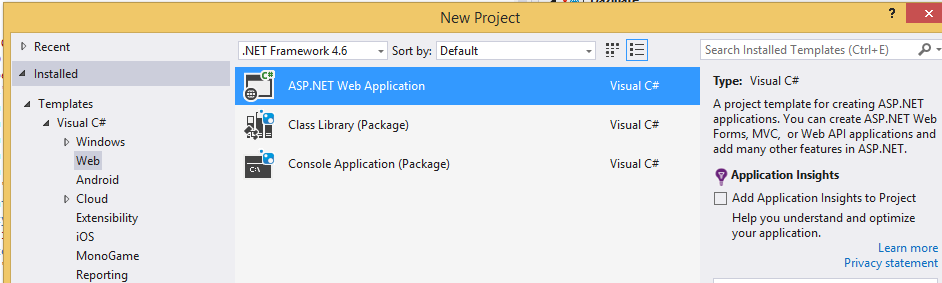 New Project
? x
Recent
Installed
Templates
Visual C#
Windows
Web
Android
Cloud
Extensibility
iOS
MonoGame
Reporting
.NET Framework 4.6 Sort by: Default
ASP.NET Web Application Visual C#
Class Library (Package) Visual C#
Console Application (Package) Visual C#
Search Installed Templates (Ctrl+E)
Type: Visual C#
A project template for creating ASP.NET
applications. You can create ASP.NET Web
Forms, MVC, or Web API applications and
add many other features in ASP.NET.
Application Insights
Add Application Insights to Project
Help you understand and optimize
your application.
Learn more
Privacy statement